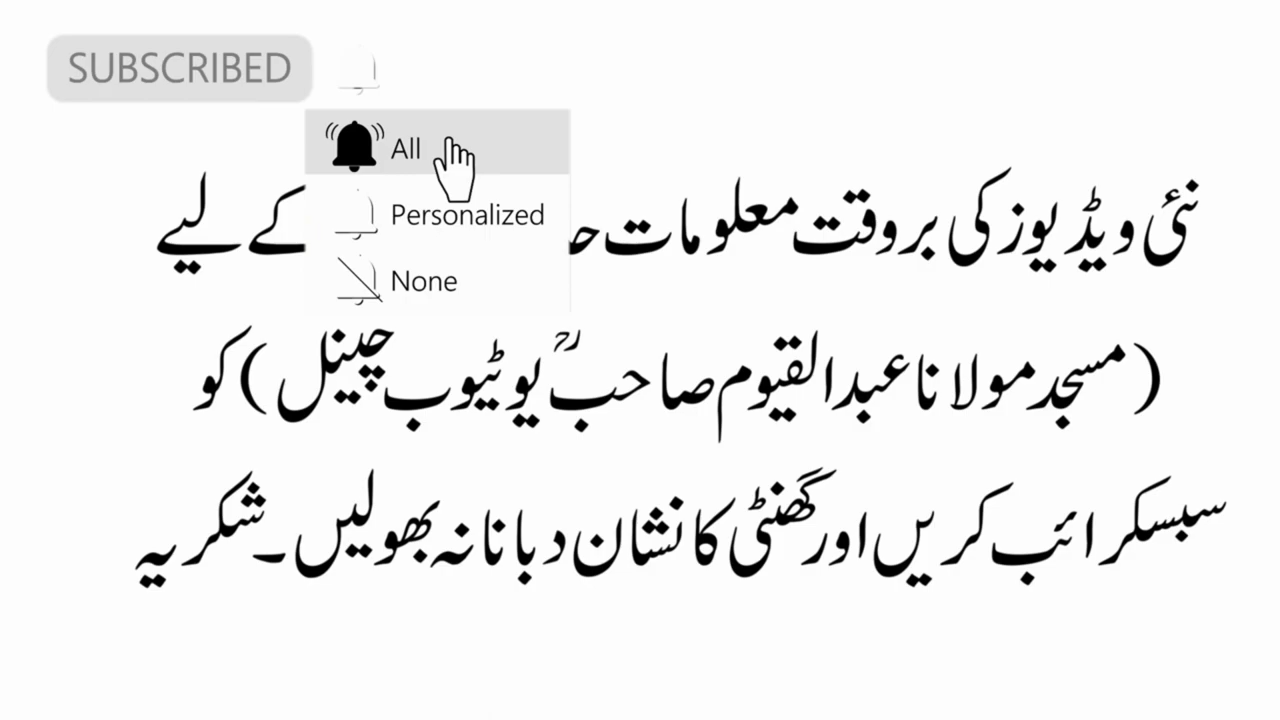 SUBSCRIBED
All
Personalized
None
نئی ویڈیوز کی بروقت معلومات کے لیے
(مسجد مولانا عبدالقیوم صاحبؒ یوٹیوب چینل) کو
سبسکرائب کریں اور گھنٹی کا نشان دبانا نہ بھولیں۔ شکریہ